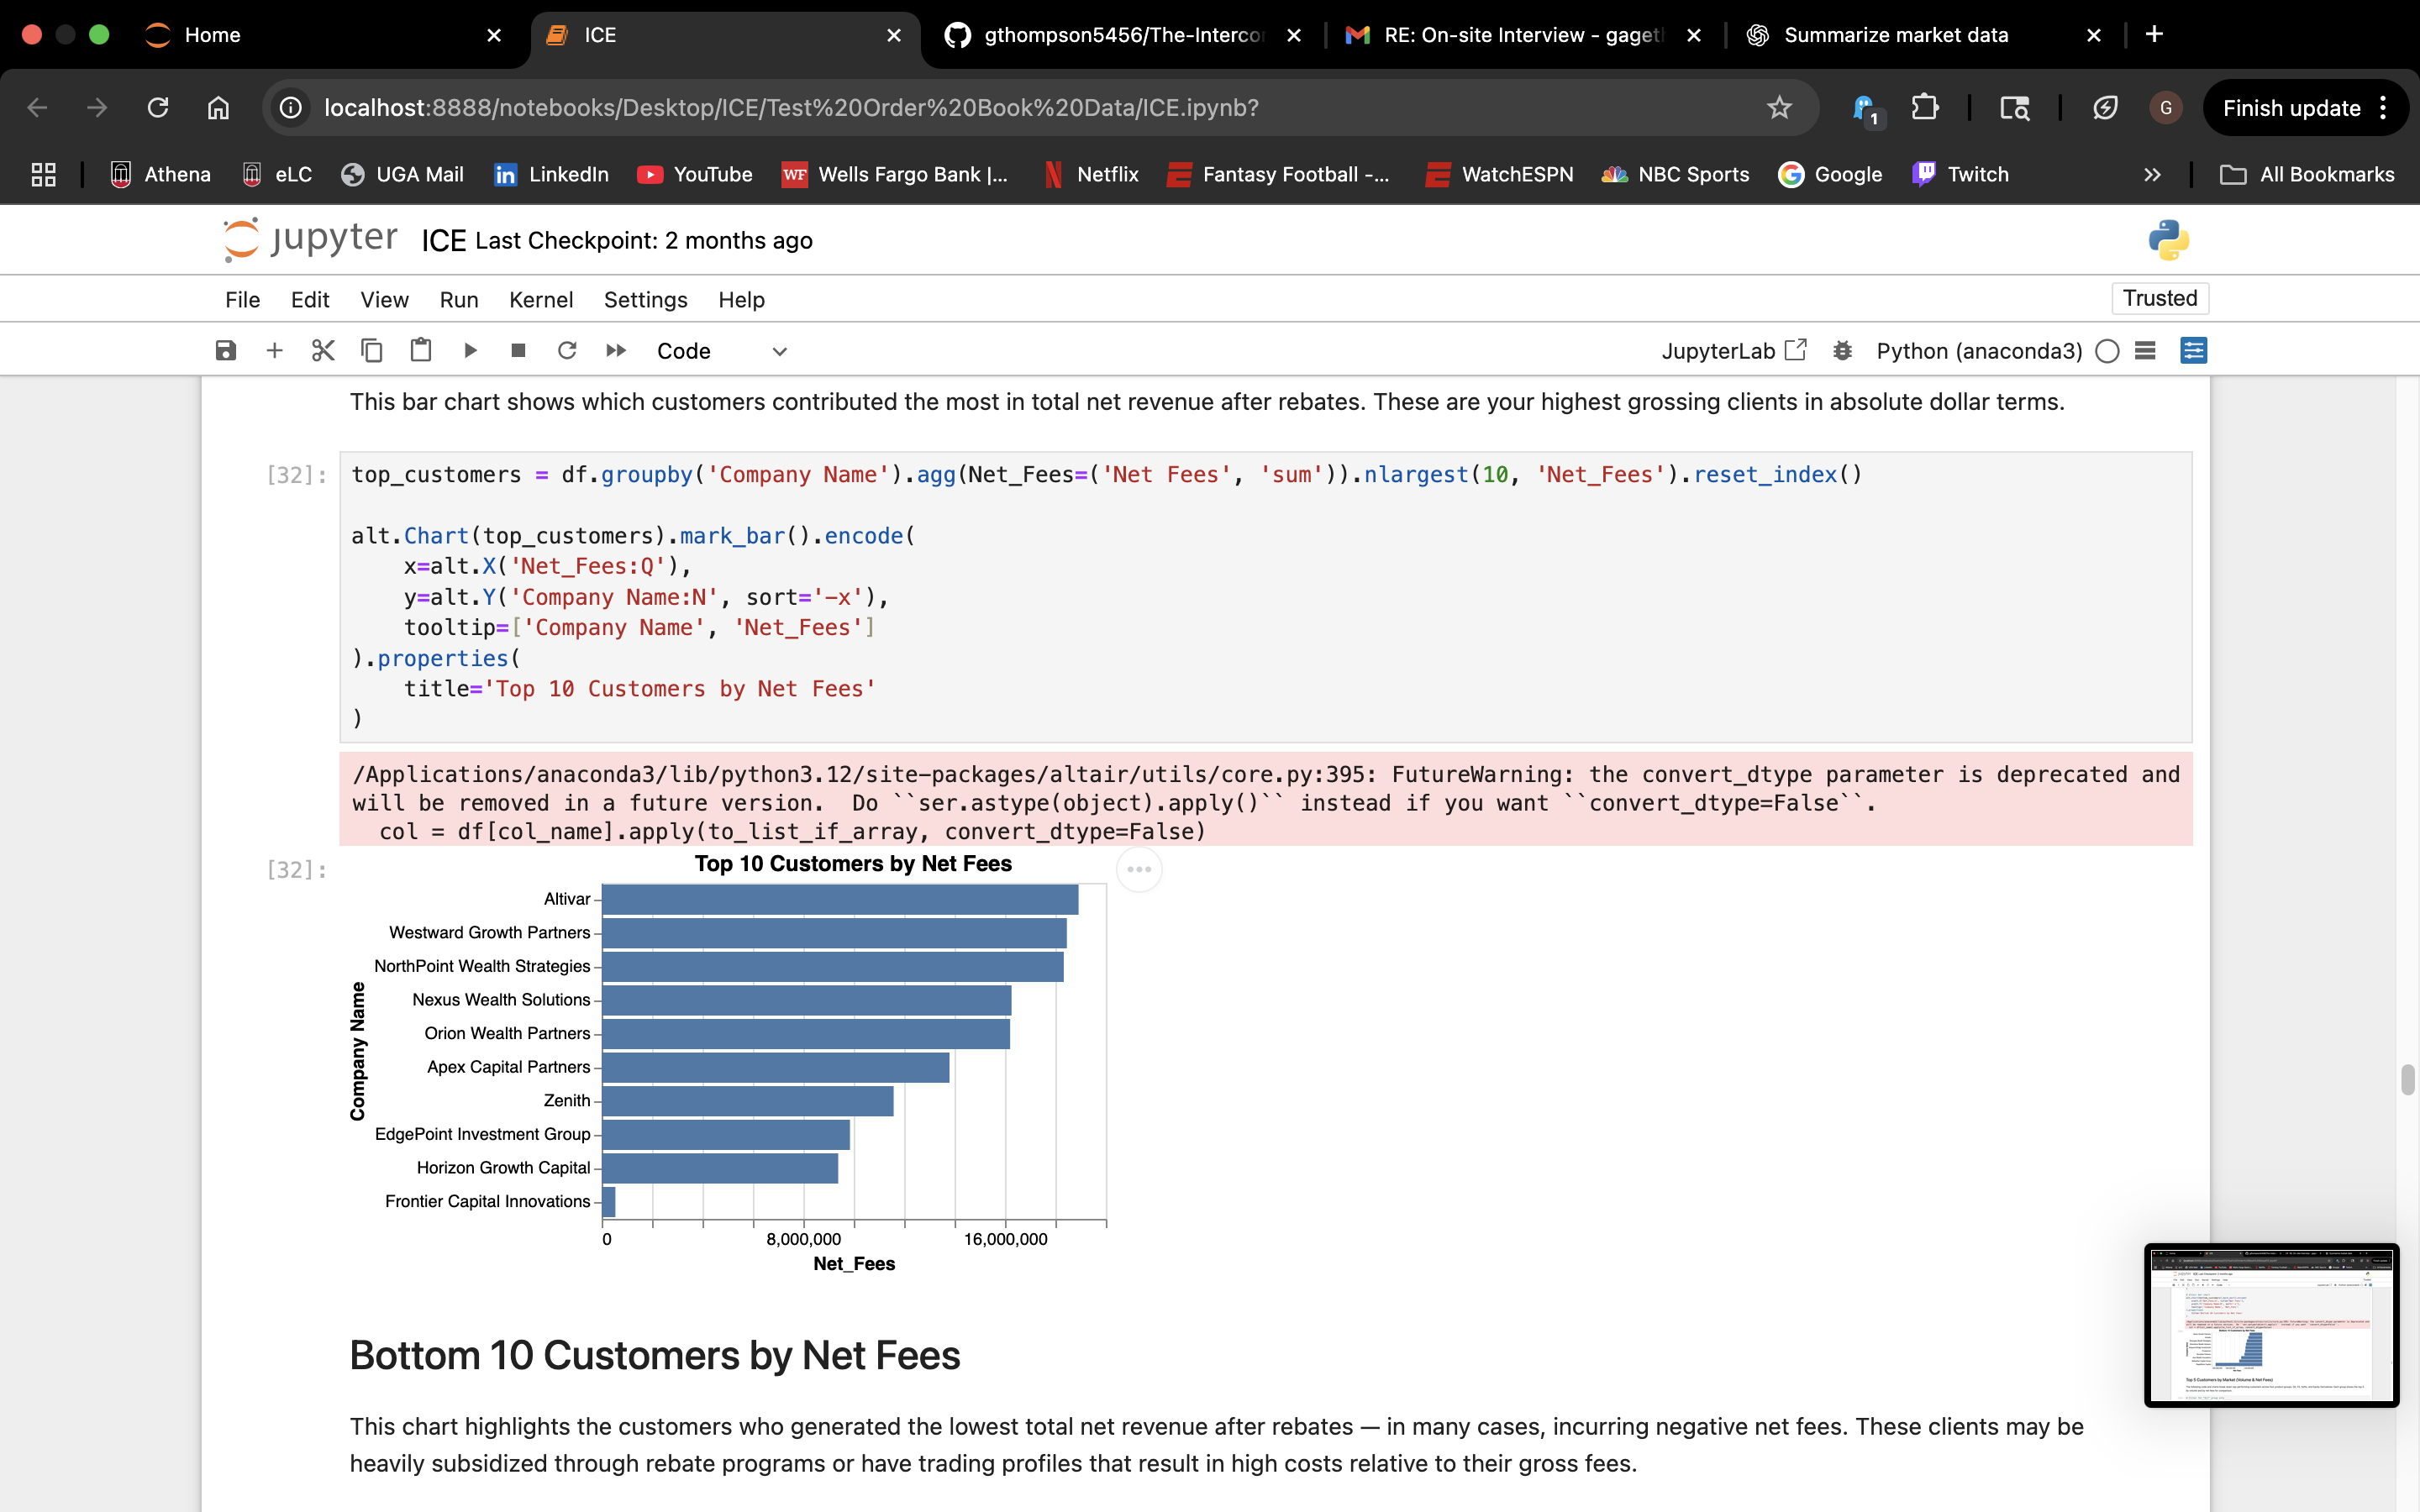 Home
ICE
gthompson5456/The-Interco
RE: On-site Interview - gaget
Summarize market data
localhost:8888/notebooks/Desktop/ICE/Test%20Order%20Book%20Data/ICE.ipynb?
1
G
Finish update
Athena
eLC
UGA Mail
LinkedIn
YouTube
WF
Wells Fargo Bank |...
Netflix
Fantasy Football -...
WatchESPN
NBC Sports
Google
Twitch
All Bookmarks
jupyter ICE Last Checkpoint: 2 months ago
File Edit View Run Kernel Settings Help
Trusted
Code
JupyterLab
Python (anaconda3)
This bar chart shows which customers contributed the most in total net revenue after rebates. These are your highest grossing clients in absolute dollar terms.
[32]:
top_customers = df.groupby('Company Name').agg(Net_Fees=('Net Fees', 'sum')).nlargest(10, 'Net_Fees').reset_index()
alt.Chart(top_customers).mark_bar().encode(
    x=alt.X('Net_Fees:Q'),
    y=alt.Y('Company Name:N', sort='-x'),
    tooltip=['Company Name', 'Net_Fees']
).properties(
    title='Top 10 Customers by Net Fees'
)
/Applications/anaconda3/lib/python3.12/site-packages/altair/utils/core.py:395: FutureWarning: the convert_dtype parameter is deprecated and
will be removed in a future version.  Do ``ser.astype(object).apply()`` instead if you want ``convert_dtype=False``.
  col = df[col_name].apply(to_list_if_array, convert_dtype=False)
[32]:
Top 10 Customers by Net Fees
Company Name
Altivar
Westward Growth Partners
NorthPoint Wealth Strategies
Nexus Wealth Solutions
Orion Wealth Partners
Apex Capital Partners
Zenith
EdgePoint Investment Group
Horizon Growth Capital
Frontier Capital Innovations
0 8,000,000 16,000,000
Net_Fees
Bottom 10 Customers by Net Fees
This chart highlights the customers who generated the lowest total net revenue after rebates — in many cases, incurring negative net fees. These clients may be
heavily subsidized through rebate programs or have trading profiles that result in high costs relative to their gross fees.